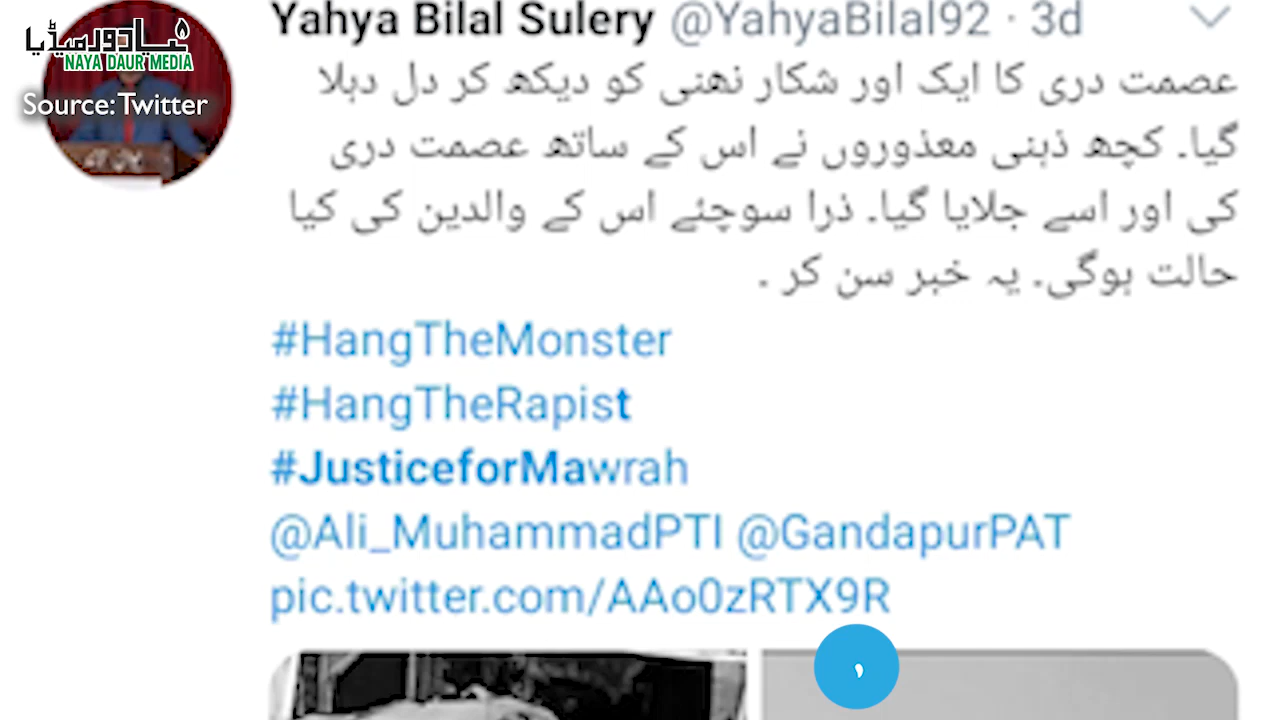 Yahya Bilal Sulery @YahyaBilal92 · 3d
نیا دور میڈیا
NAYA DAUR MEDIA
Source: Twitter
عصمت دری کا ایک اور شکار ننھنی کو دیکھ کر دل دہلا
گیا۔ کچھ ذہنی معذوروں نے اس کے ساتھ عصمت دری
کی اور اسے جلایا گیا۔ ذرا سوچئے اس کے والدین کی کیا
حالت ہوگی۔ یہ خبر سن کر ۔
#HangTheMonster
#HangTheRapist
#JusticeforMawrah
@Ali_MuhammadPTI @GandapurPAT
pic.twitter.com/AAo0zRTX9R